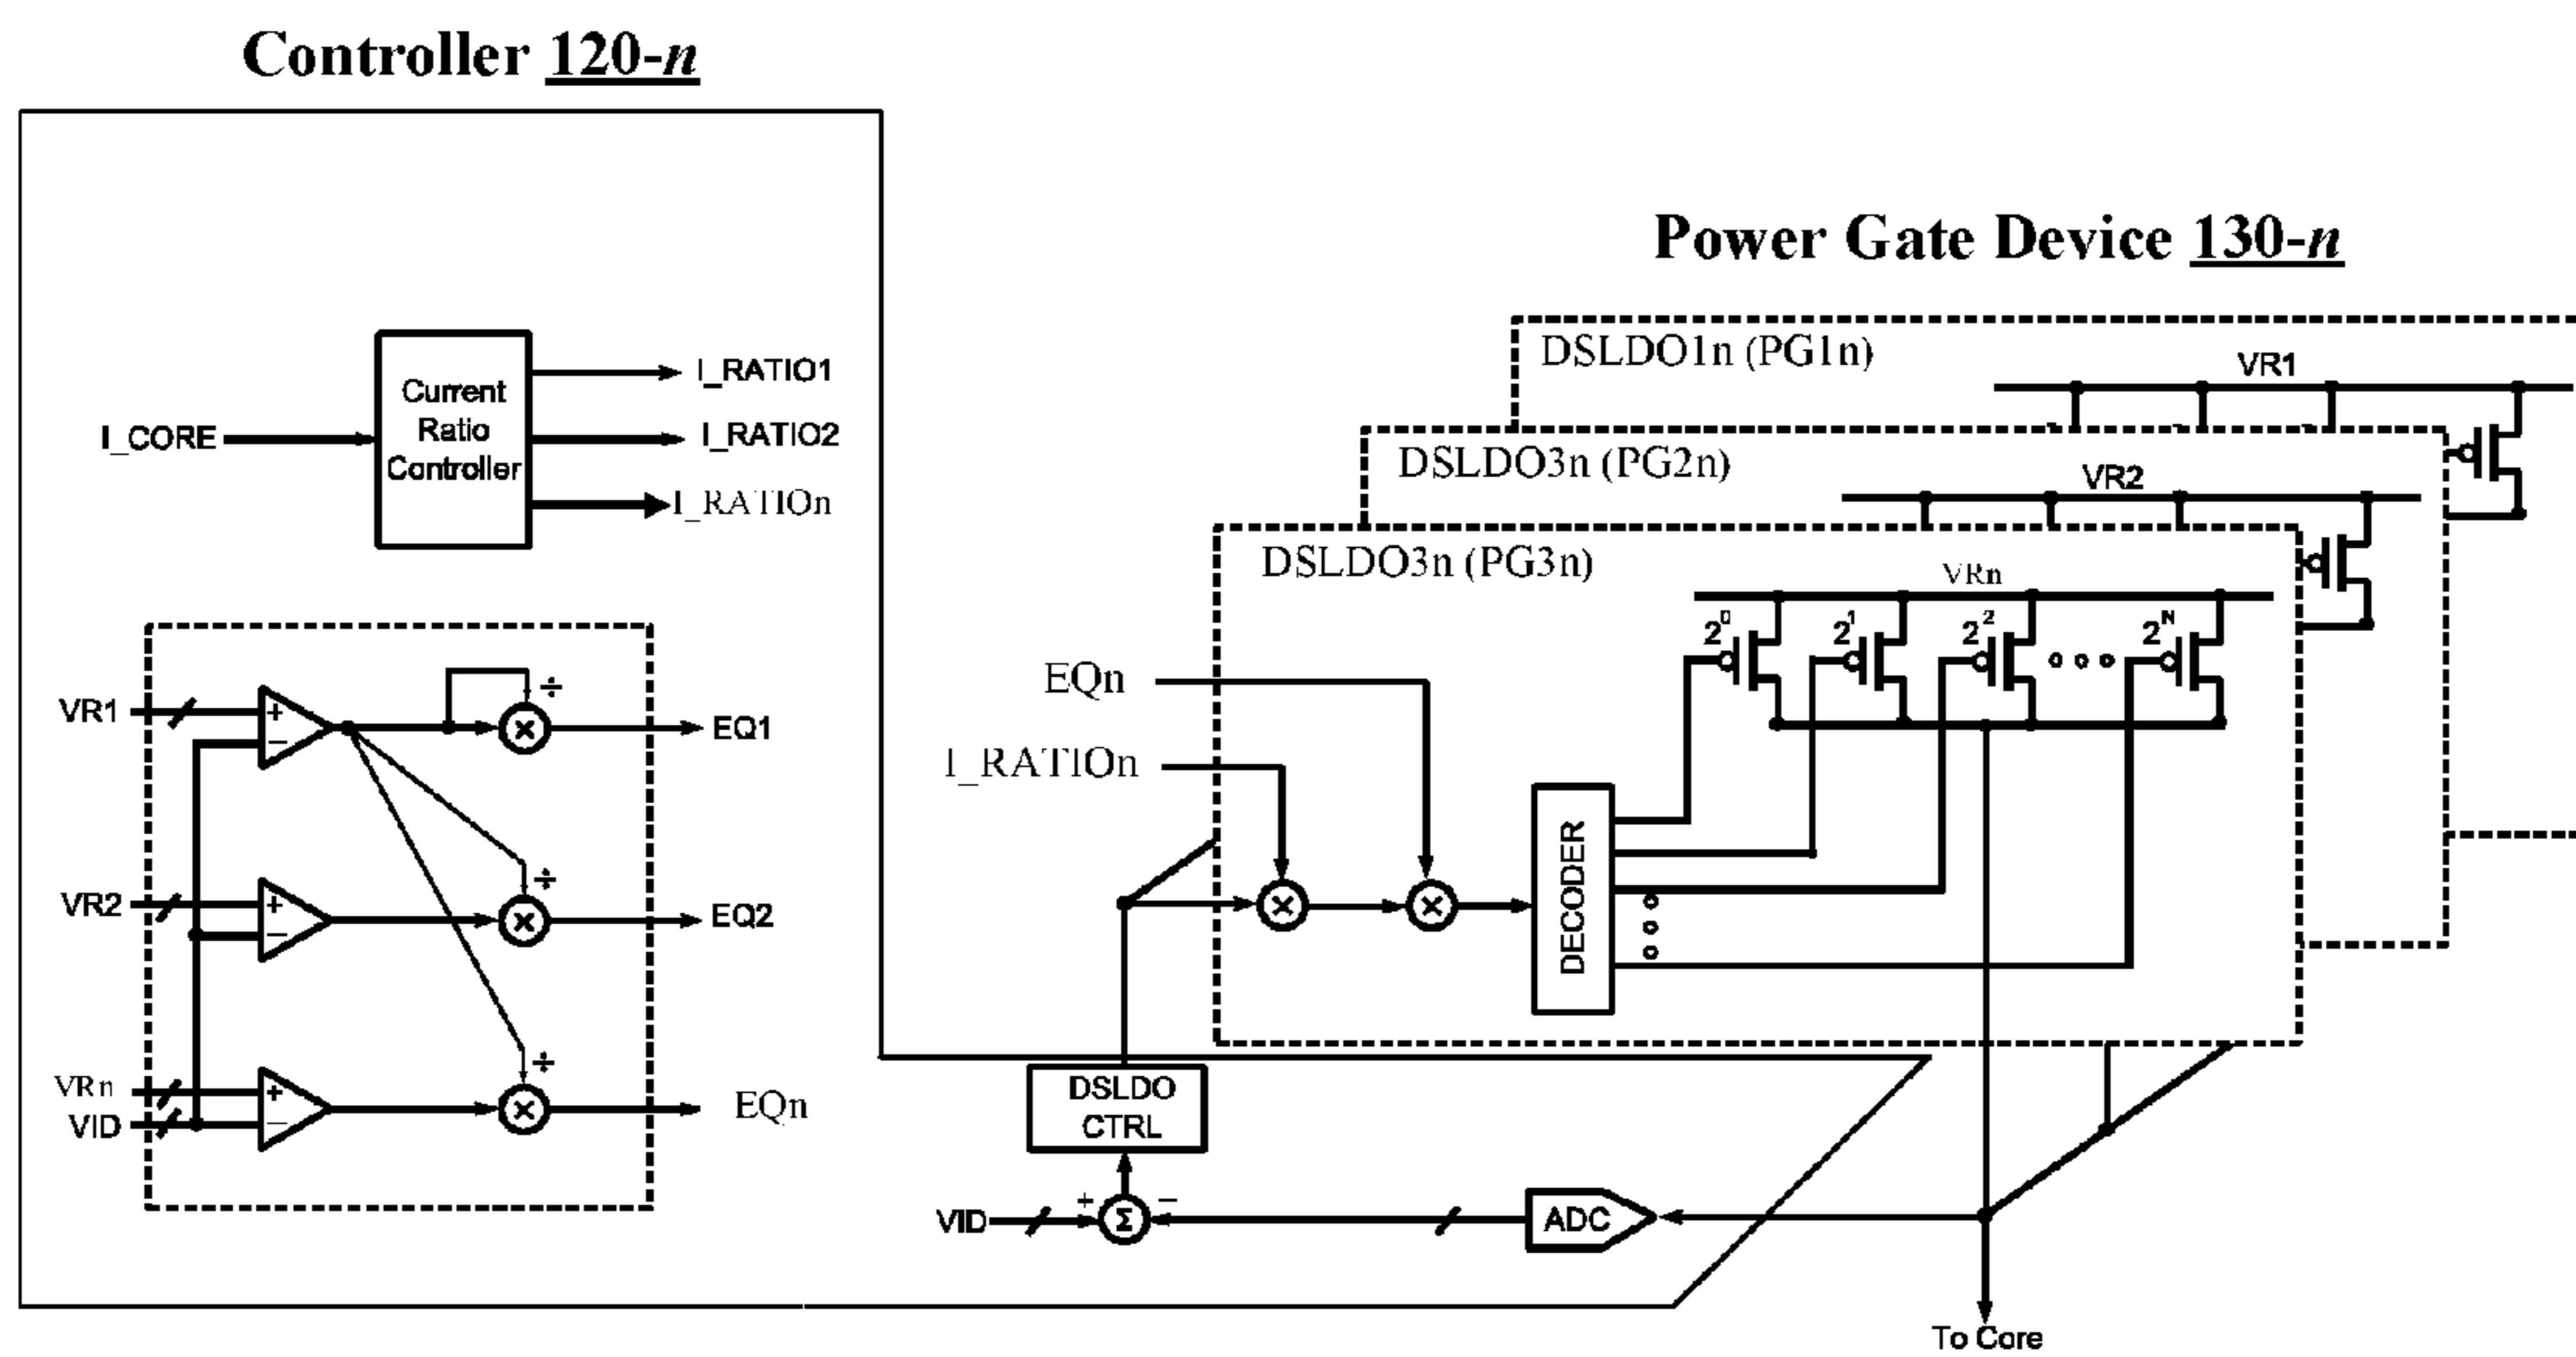 Controller 120-n
Power Gate Device 130-n
I_CORE
Current
Ratio
Controller
I_RATIO1
I_RATIO2
I_RATIOn
VR1
+
−
÷
×
EQ1
VR2
+
−
÷
×
EQ2
VRn
VID
+
−
÷
×
EQn
DSLDO1n (PG1n)
VR1
DSLDO3n (PG2n)
VR2
DSLDO3n (PG3n)
VRn
2^0
2^1
2^2
2^N
EQn
I_RATIOn
×
×
DECODER
DSLDO
CTRL
VID
+
−
Σ
ADC
To Core